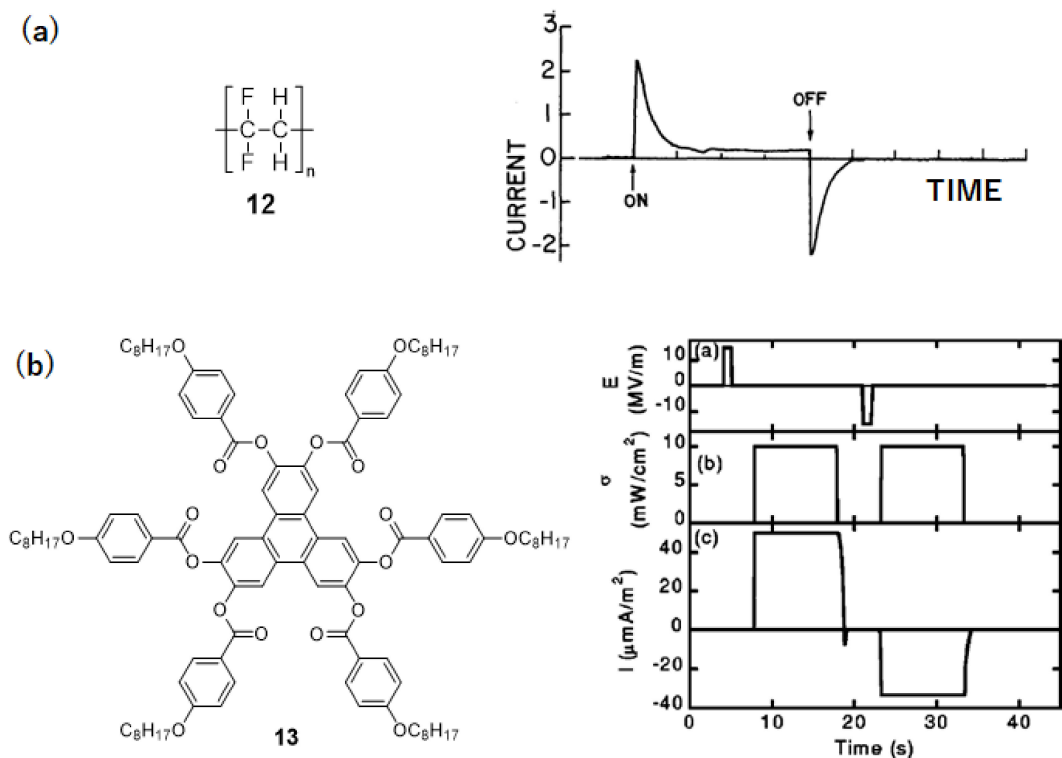 (a)
F H
C C
F H
n
12
CURRENT
3
2
1
0
-1
-2
ON
OFF
TIME
(b)
C₈H₁₇O
OC₈H₁₇
O O
O O
C₈H₁₇O
O O
O O
OC₈H₁₇
O O
O O
C₈H₁₇O
OC₈H₁₇
13
(a)
E
(MV/m)
10
0
-10
(b)
σ
(mW/cm²)
10
5
0
(c)
I (μmA/m²)
40
0
-20
-40
0 10 20 30 40
Time (s)